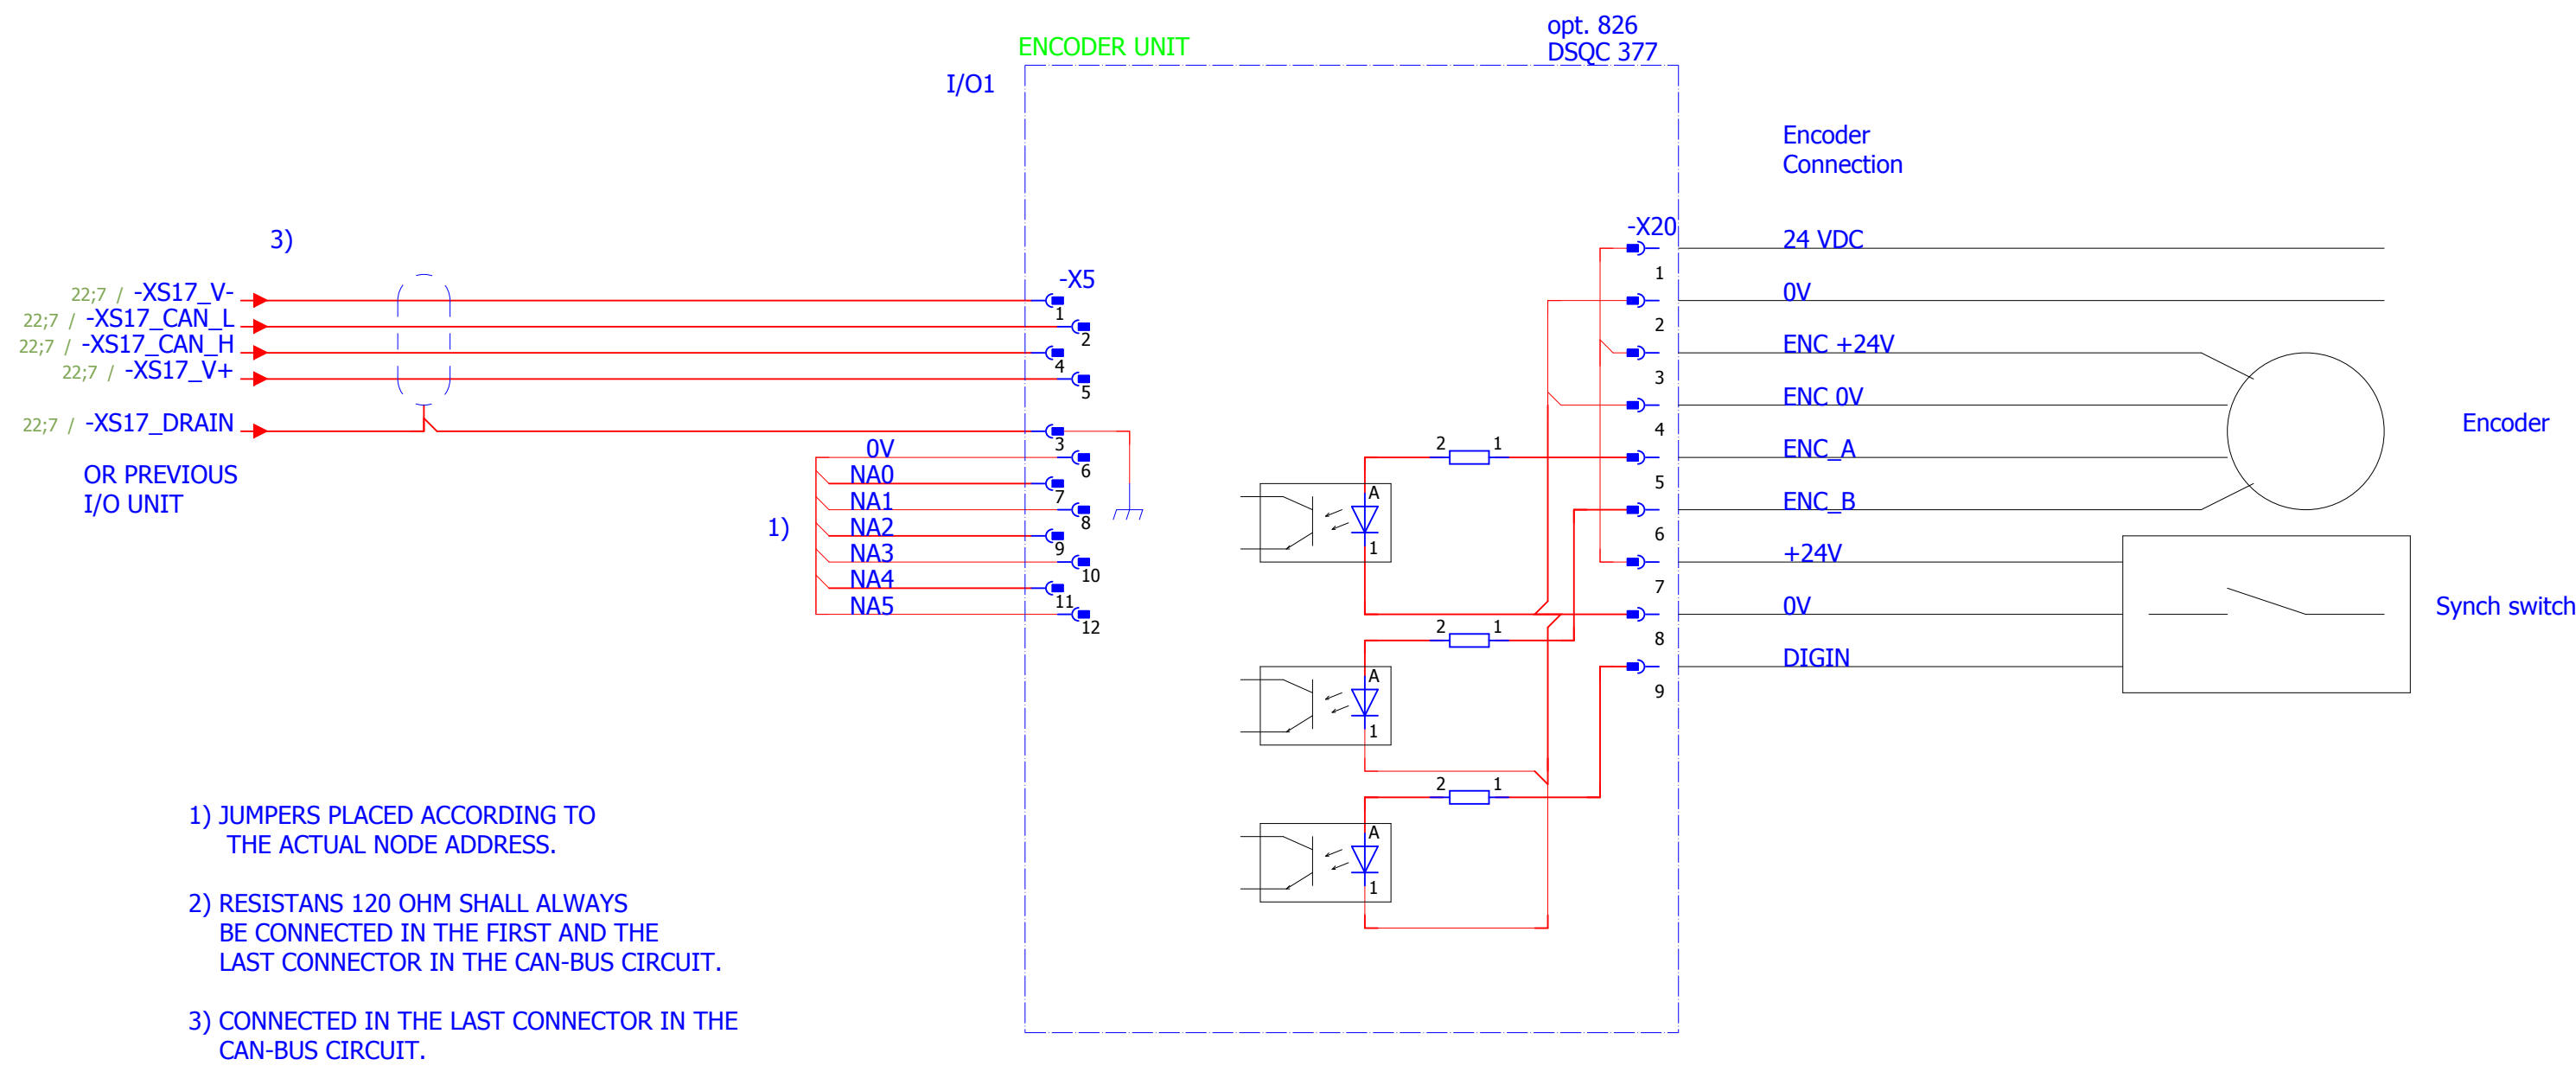 opt. 826
DSQC 377
ENCODER UNIT
I/O1
Encoder
Connection
3)
-X20
-X5
22;7 / -XS17_V-
22;7 / -XS17_CAN_L
22;7 / -XS17_CAN_H
22;7 / -XS17_V+
22;7 / -XS17_DRAIN
OR PREVIOUS
I/O UNIT
1
2
4
5
3
6
7
8
9
10
11
12
0V
NA0
NA1
NA2
NA3
NA4
NA5
1)
2 1
A
1
2 1
A
1
2 1
A
1
24 VDC
1
0V
2
ENC +24V
3
ENC 0V
4
ENC_A
5
ENC_B
6
+24V
7
0V
8
DIGIN
9
Encoder
Synch switch
1) JUMPERS PLACED ACCORDING TO
THE ACTUAL NODE ADDRESS.
2) RESISTANS 120 OHM SHALL ALWAYS
BE CONNECTED IN THE FIRST AND THE
LAST CONNECTOR IN THE CAN-BUS CIRCUIT.
3) CONNECTED IN THE LAST CONNECTOR IN THE
CAN-BUS CIRCUIT.